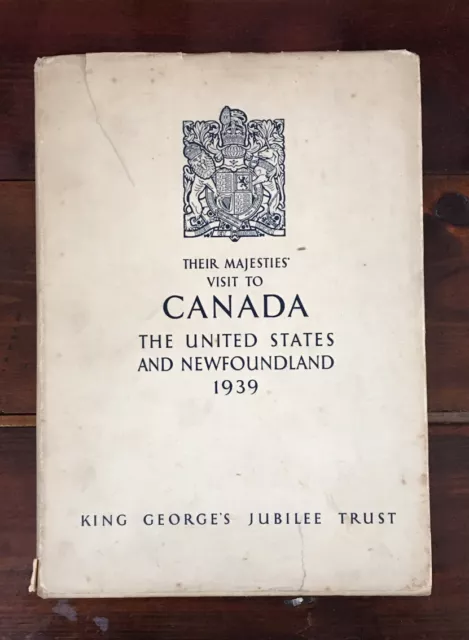 THEIR MAJESTIES'
VISIT TO
CANADA
THE UNITED STATES
AND NEWFOUNDLAND
1939
KING GEORGE'S JUBILEE TRUST